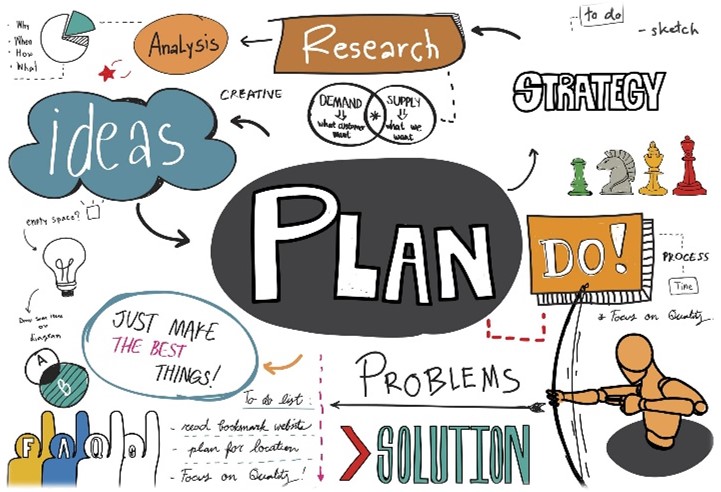 Why
When
How
What
Analysis
Research
to do
- sketch
ideas
CREATIVE
DEMAND
what customer
want
*
SUPPLY
what we
want
STRATEGY
empty space?
PLAN
DO!
PROCESS
Time
* Focus on Quality
Draw some ideas
or
diagram
A
B
JUST MAKE
THE BEST
THINGS!
PROBLEMS
To do list :
- read bookmark website
- plan for location
- Focus on Quality!
FAQs
SOLUTION